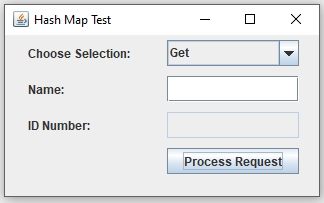 Hash Map Test
Choose Selection: Get
Name:
ID Number:
Process Request